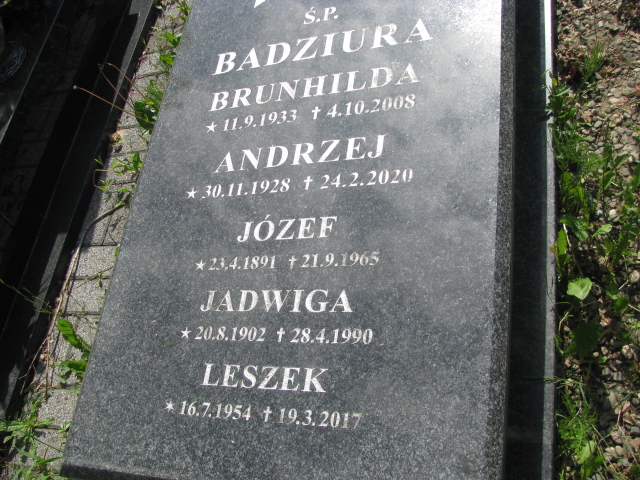 Ś.P.
BADZIURA
BRUNHILDA
★ 11.9.1933 † 4.10.2008
ANDRZEJ
★ 30.11.1928 † 24.2.2020
JÓZEF
★ 23.4.1891 † 21.9.1965
JADWIGA
★ 20.8.1902 † 28.4.1990
LESZEK
★ 16.7.1954 † 19.3.2017